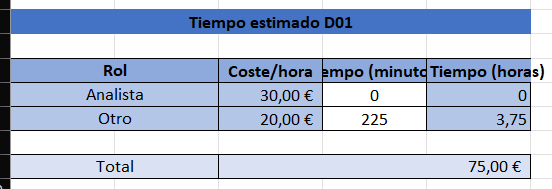 Tiempo estimado D01
Rol Coste/hora empo (minuto Tiempo (horas)
Analista 30,00 € 0 0
Otro 20,00 € 225 3,75
Total 75,00 €